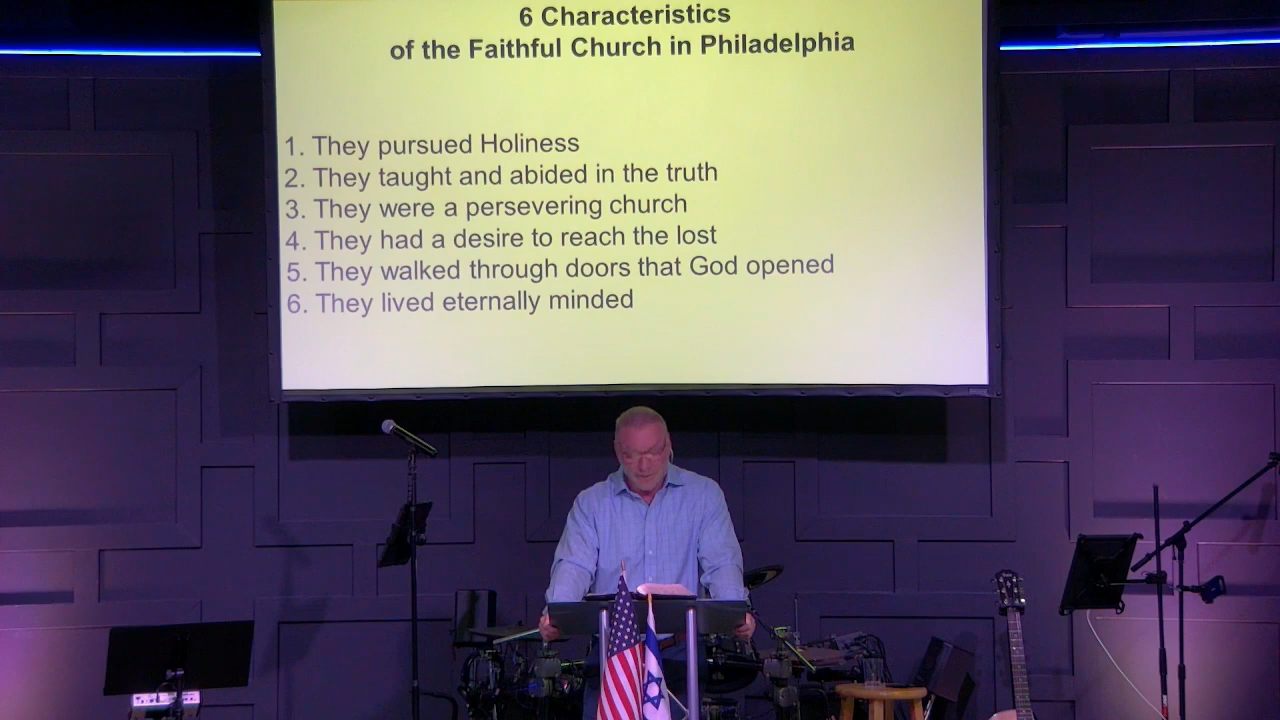 6 Characteristics
of the Faithful Church in Philadelphia
1. They pursued Holiness
2. They taught and abided in the truth
3. They were a persevering church
4. They had a desire to reach the lost
5. They walked through doors that God opened
6. They lived eternally minded